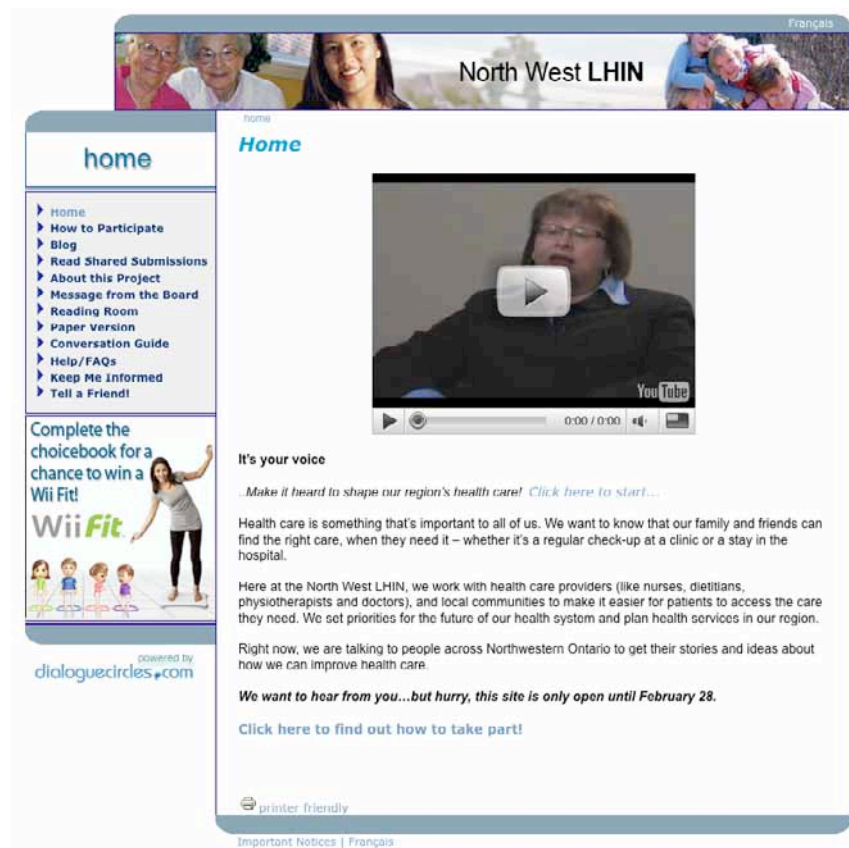 Français
North West LHIN
home
home
Home
Home
How to Participate
Blog
Read Shared Submissions
About this Project
Message from the Board
Reading Room
Paper Version
Conversation Guide
Help/FAQs
Keep Me Informed
Tell a Friend!
Complete the
choicebook for a
chance to win a
Wii Fit!
Wii Fit
powered by
dialoguecircles.com
YouTube
0:00 / 0:00
It's your voice
..Make it heard to shape our region's health care! Click here to start...
Health care is something that's important to all of us. We want to know that our family and friends can
find the right care, when they need it – whether it's a regular check-up at a clinic or a stay in the
hospital.
Here at the North West LHIN, we work with health care providers (like nurses, dietitians,
physiotherapists and doctors), and local communities to make it easier for patients to access the care
they need. We set priorities for the future of our health system and plan health services in our region.
Right now, we are talking to people across Northwestern Ontario to get their stories and ideas about
how we can improve health care.
We want to hear from you…but hurry, this site is only open until February 28.
Click here to find out how to take part!
printer friendly
Important Notices | Français